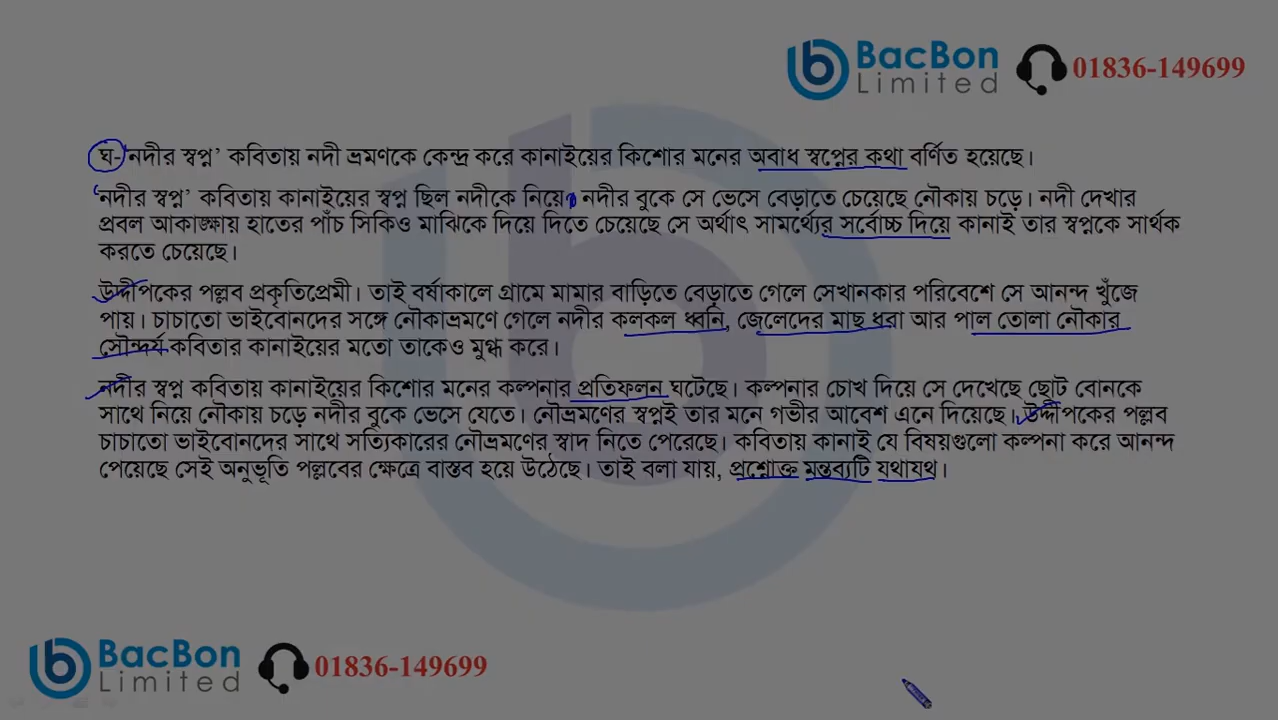 BacBon
Limited
01836-149699
ঘ-'নদীর স্বপ্ন' কবিতায় নদী ভ্রমণকে কেন্দ্র করে কানাইয়ের কিশোর মনের অবাধ স্বপ্নের কথা বর্ণিত হয়েছে।
'নদীর স্বপ্ন' কবিতায় কানাইয়ের স্বপ্ন ছিল নদীকে নিয়ে। নদীর বুকে সে ভেসে বেড়াতে চেয়েছে নৌকায় চড়ে। নদী দেখার
প্রবল আকাঙ্ক্ষায় হাতের পাঁচ সিকিও মাঝিকে দিয়ে দিতে চেয়েছে সে অর্থাৎ সামর্থ্যের সর্বোচ্চ দিয়ে কানাই তার স্বপ্নকে সার্থক
করতে চেয়েছে।
উদ্দীপকের পল্লব প্রকৃতিপ্রেমী। তাই বর্ষাকালে গ্রামে মামার বাড়িতে বেড়াতে গেলে সেখানকার পরিবেশে সে আনন্দ খুঁজে
পায়। চাচাতো ভাইবোনদের সঙ্গে নৌকাভ্রমণে গেলে নদীর কলকল ধ্বনি, জেলেদের মাছ ধরা আর পাল তোলা নৌকার
সৌন্দর্য কবিতার কানাইয়ের মতো তাকেও মুগ্ধ করে।
নদীর স্বপ্ন কবিতায় কানাইয়ের কিশোর মনের কল্পনার প্রতিফলন ঘটেছে। কল্পনার চোখ দিয়ে সে দেখেছে ছোট বোনকে
সাথে নিয়ে নৌকায় চড়ে নদীর বুকে ভেসে যেতে। নৌভ্রমণের স্বপ্নই তার মনে গভীর আবেশ এনে দিয়েছে। উদ্দীপকের পল্লব
চাচাতো ভাইবোনদের সাথে সত্যিকারের নৌভ্রমণের স্বাদ নিতে পেরেছে। কবিতায় কানাই যে বিষয়গুলো কল্পনা করে আনন্দ
পেয়েছে সেই অনুভূতি পল্লবের ক্ষেত্রে বাস্তব হয়ে উঠেছে। তাই বলা যায়, প্রশ্নোক্ত মন্তব্যটি যথাযথ।
BacBon
Limited
01836-149699